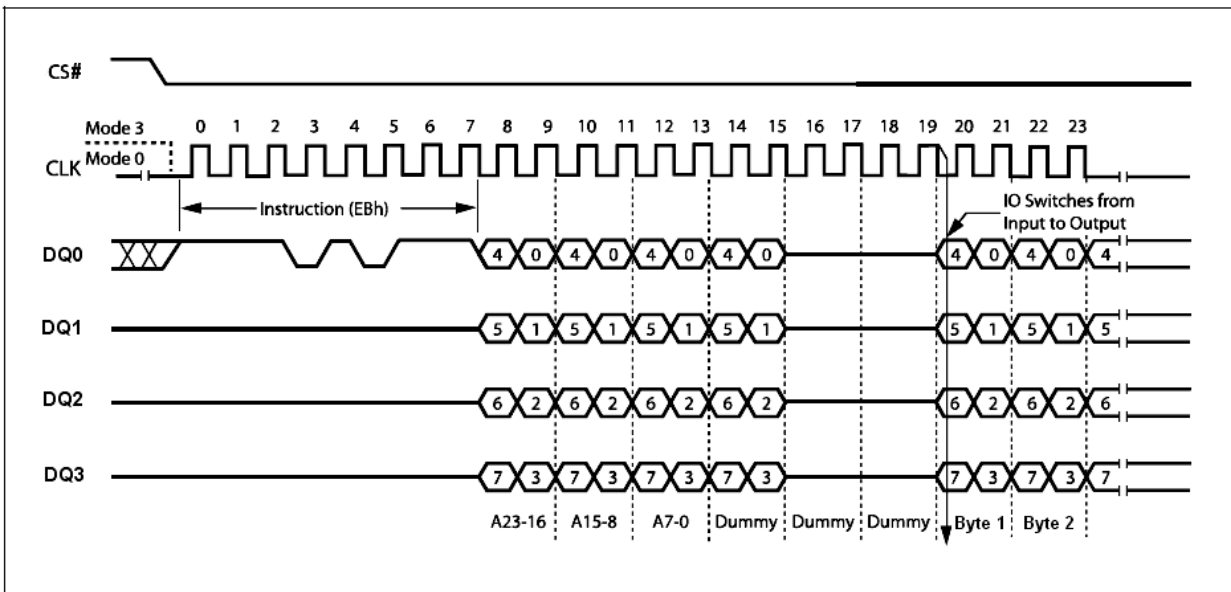 CS#
Mode 3
0 1 2 3 4 5 6 7 8 9 10 11 12 13 14 15 16 17 18 19 20 21 22 23
CLK
Mode 0
Instruction (EBh)
IO Switches from
Input to Output
DQ0 4 0 4 0 4 0 4 0 4 0 4 0 4
DQ1 5 1 5 1 5 1 5 1 5 1 5 1 5
DQ2 6 2 6 2 6 2 6 2 6 2 6 2 6
DQ3 7 3 7 3 7 3 7 3 7 3 7 3 7
A23-16 A15-8 A7-0 Dummy Dummy Dummy Byte 1 Byte 2